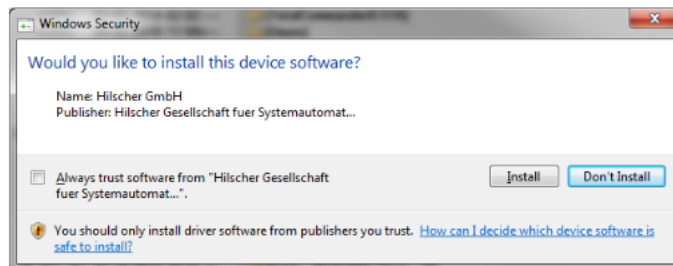 Windows Security
Would you like to install this device software?
Name: Hilscher GmbH
Publisher: Hilscher Gesellschaft fuer Systemautomat...
Always trust software from "Hilscher Gesellschaft
fuer Systemautomat...".
Install
Don't Install
You should only install driver software from publishers you trust. How can I decide which device software is
safe to install?